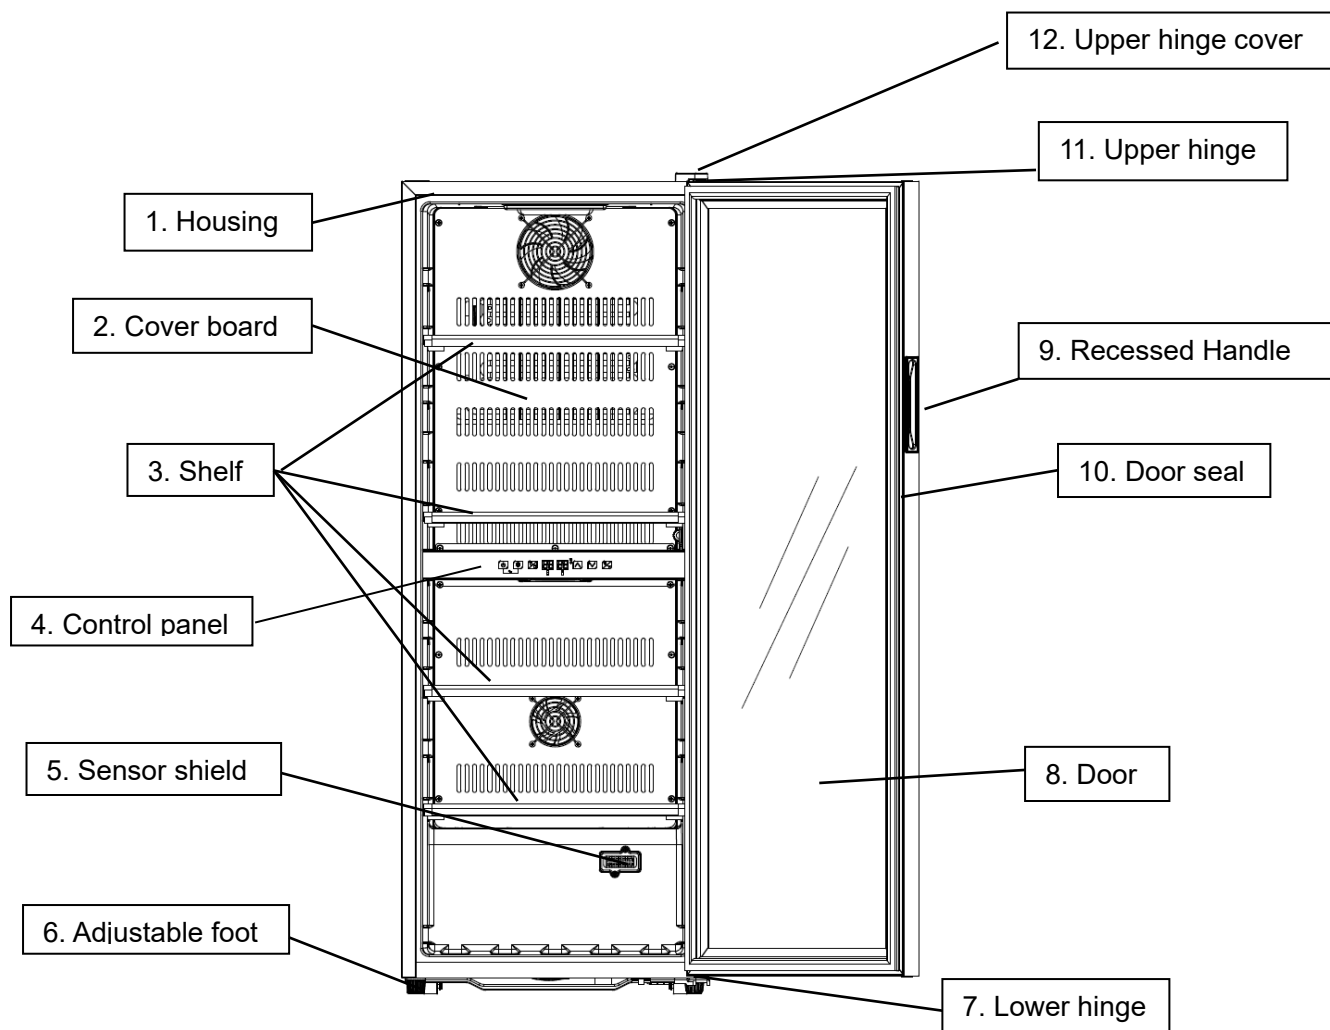 12. Upper hinge cover
11. Upper hinge
1. Housing
2. Cover board
9. Recessed Handle
3. Shelf
10. Door seal
4. Control panel
5. Sensor shield
8. Door
6. Adjustable foot
7. Lower hinge